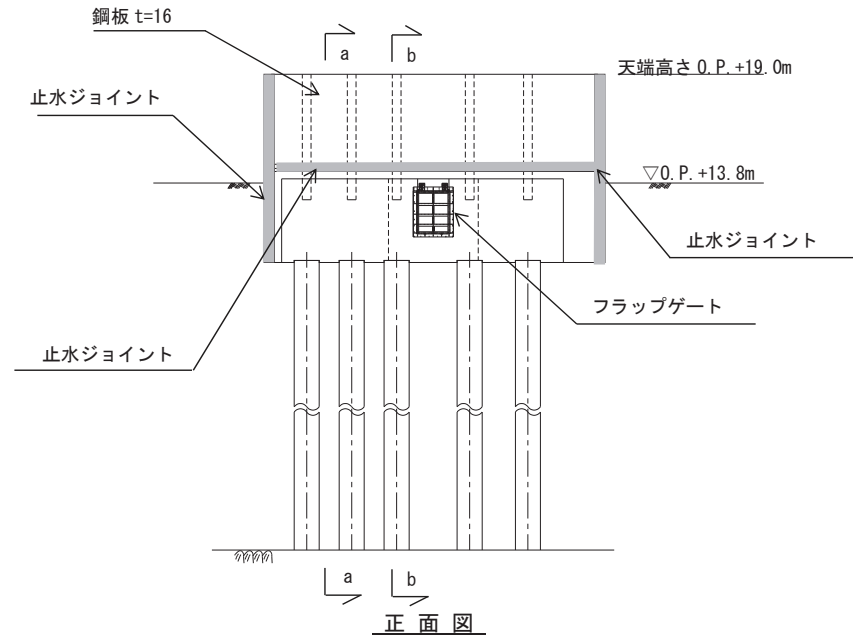 鋼板 t=16
a
b
天端高さ O.P.+19.0m
止水ジョイント
▽O.P.+13.8m
止水ジョイント
フラップゲート
止水ジョイント
a
b
正面図